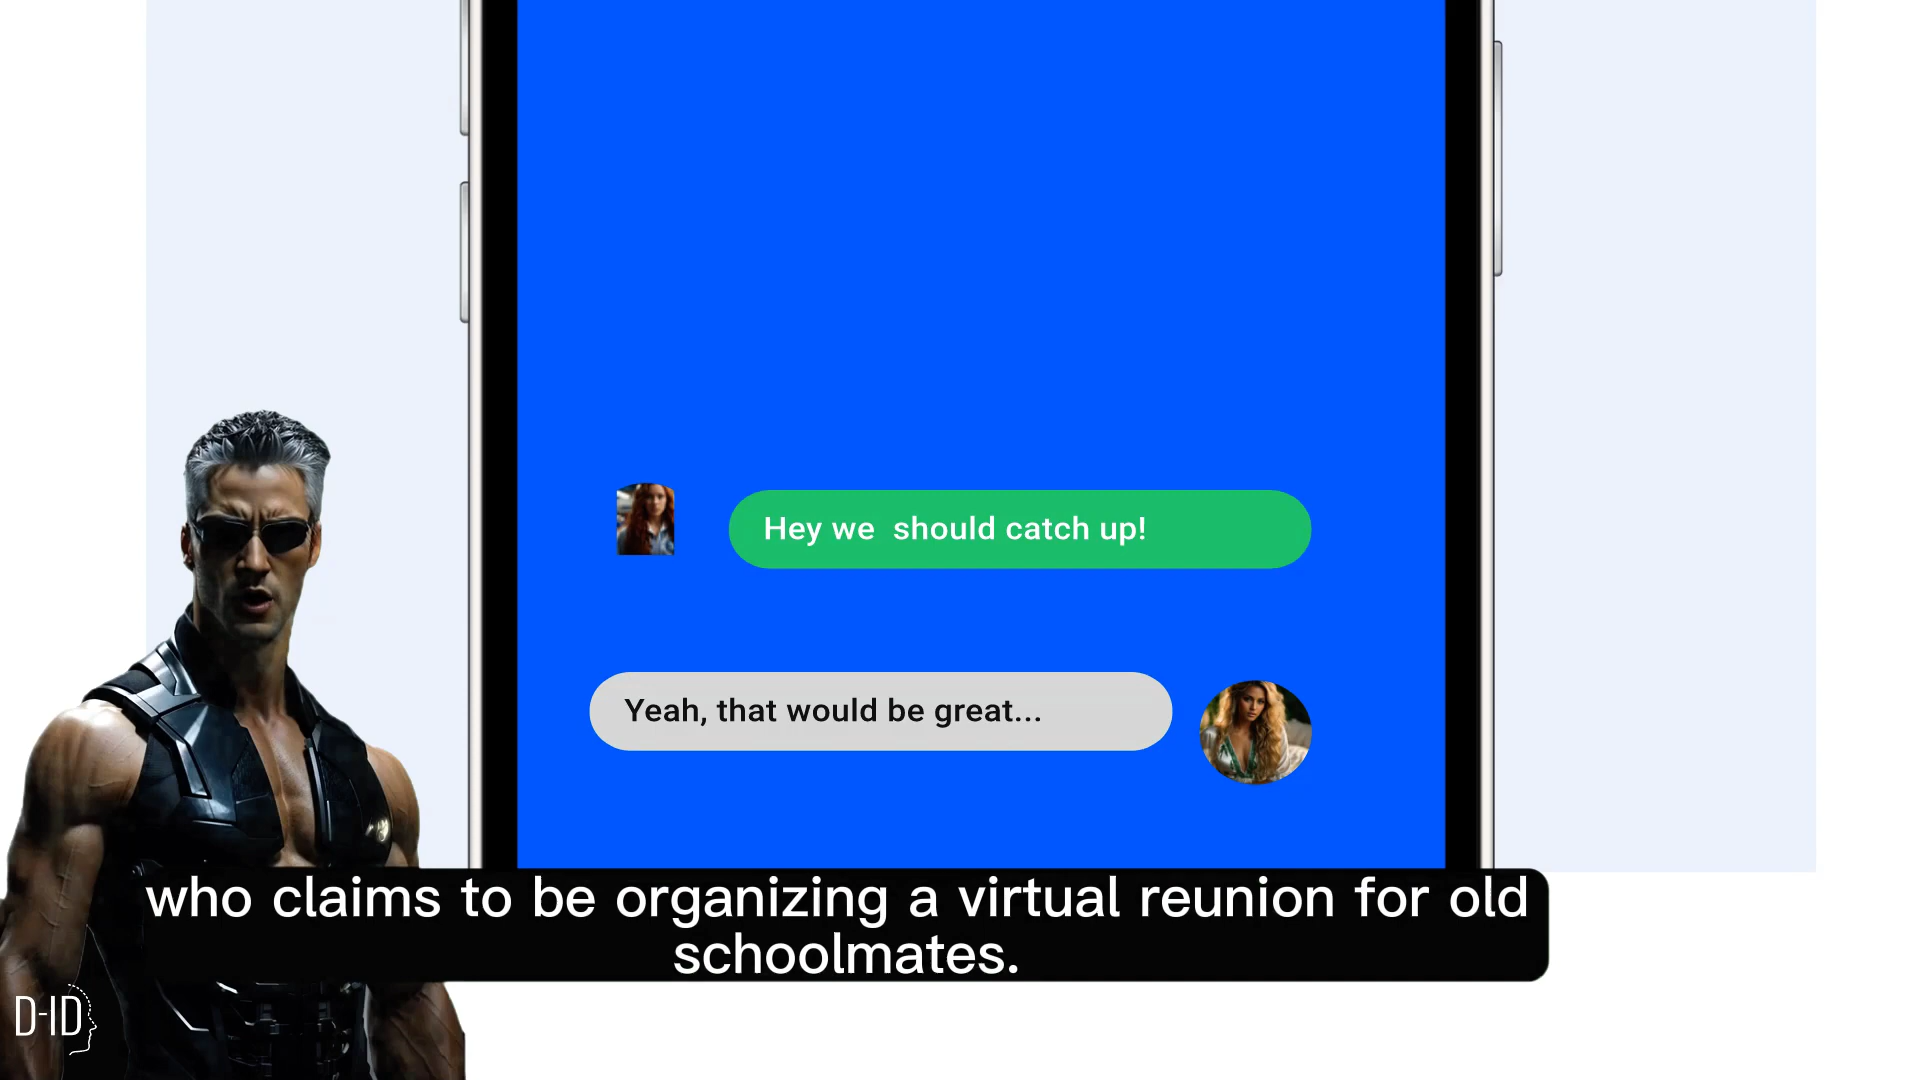 Hey we  should catch up!
Yeah, that would be great...
who claims to be organizing a virtual reunion for old
schoolmates.
D-ID